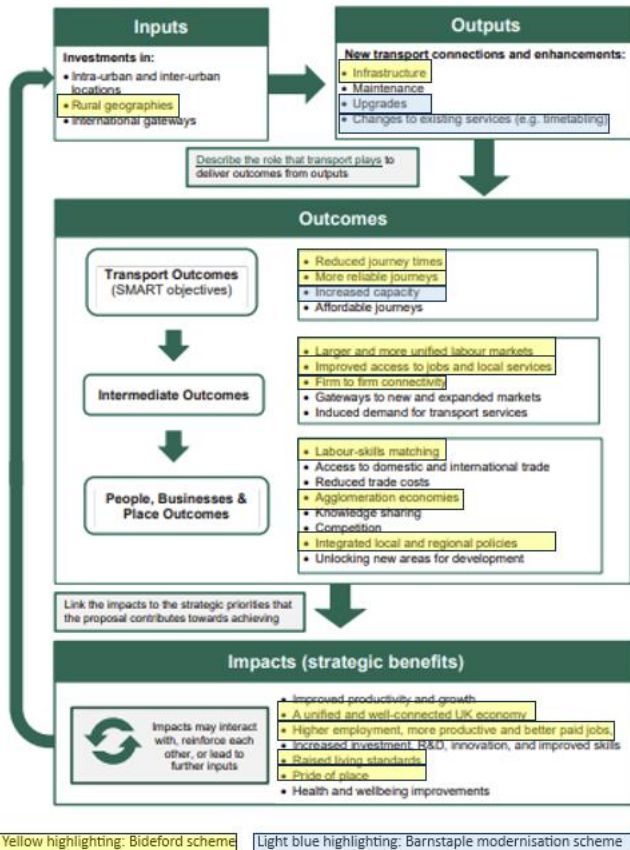 Inputs
Investments in:
• Intra-urban and inter-urban
locations
• Rural geographies
• International gateways
Outputs
New transport connections and enhancements:
• Infrastructure
• Maintenance
• Upgrades
• Changes to existing services (e.g. timetabling)
Describe the role that transport plays to
deliver outcomes from outputs
Outcomes
Transport Outcomes
(SMART objectives)
• Reduced journey times
• More reliable journeys
• Increased capacity
• Affordable journeys
Intermediate Outcomes
• Larger and more unified labour markets
• Improved access to jobs and local services
• Firm to firm connectivity
• Gateways to new and expanded markets
• Induced demand for transport services
People, Businesses &
Place Outcomes
• Labour-skills matching
• Access to domestic and international trade
• Reduced trade costs
• Agglomeration economies
• Knowledge sharing
• Competition
• Integrated local and regional policies
• Unlocking new areas for development
Link the impacts to the strategic priorities that
the proposal contributes towards achieving
Impacts (strategic benefits)
Impacts may interact
with, reinforce each
other, or lead to
further inputs
• Improved productivity and growth
• A unified and well-connected UK economy
• Higher employment, more productive and better paid jobs,
• Increased investment, R&D, innovation, and improved skills
• Raised living standards
• Pride of place
• Health and wellbeing improvements
Yellow highlighting: Bideford scheme
Light blue highlighting: Barnstaple modernisation scheme